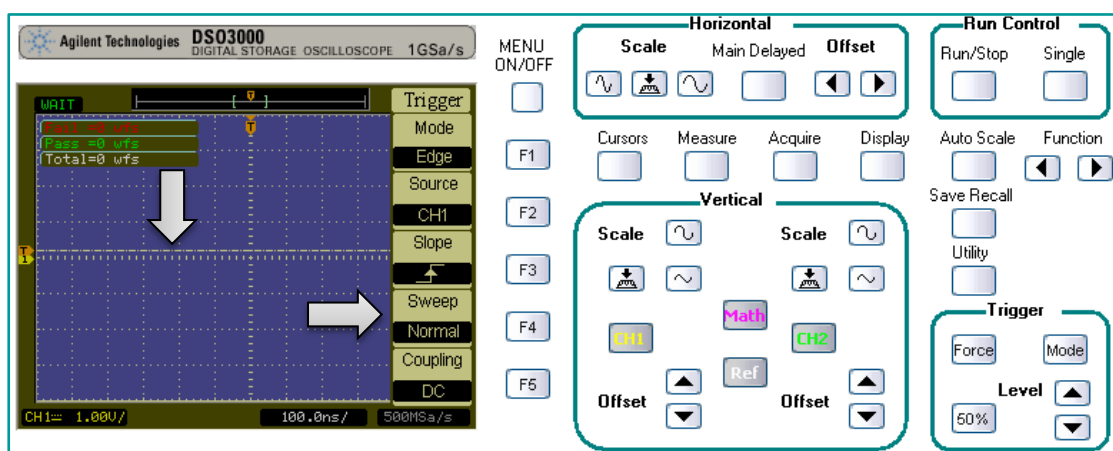 Agilent Technologies DSO3000
DIGITAL STORAGE OSCILLOSCOPE 1GSa/s
WAIT
T
T
Fail =0 wfs
Pass =0 wfs
Total=0 wfs
T
1
CH1 1.00V/ 100.0ns/ 500MSa/s
Trigger
Mode
Edge
Source
CH1
Slope
Sweep
Normal
Coupling
DC
MENU
ON/OFF
F1
F2
F3
F4
F5
Horizontal
Scale Main Delayed Offset
Run Control
Run/Stop Single
Cursors Measure Acquire Display
Auto Scale Function
Save Recall
Utility
Vertical
Scale Scale
Math
CH1 CH2
Ref
Offset Offset
Trigger
Force Mode
Level
50%